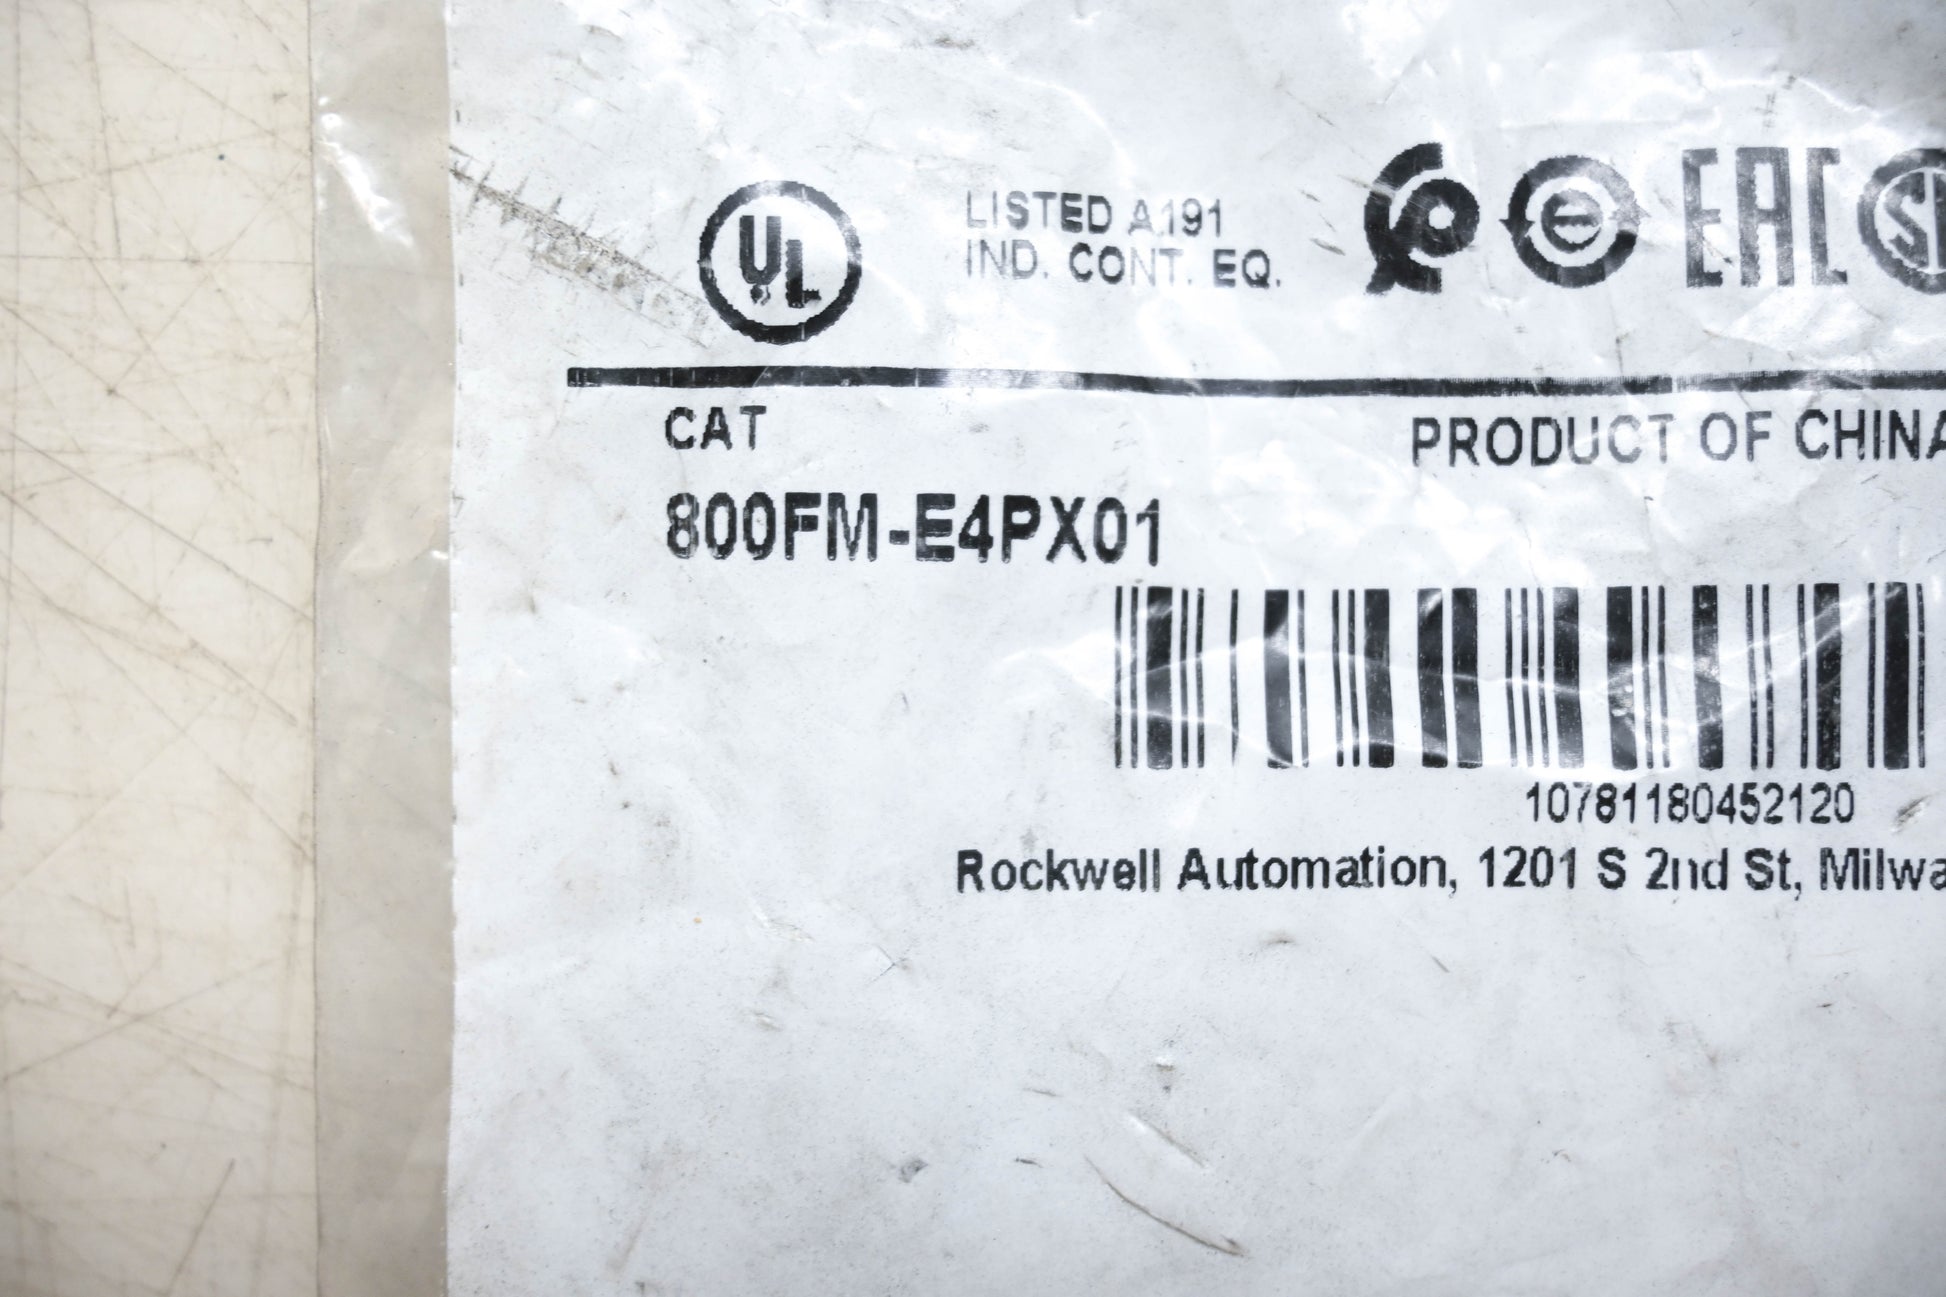 UL
LISTED A191
IND. CONT. EQ.
EAC
CAT
PRODUCT OF CHINA
800FM-E4PX01
10781180452120
Rockwell Automation, 1201 S 2nd St,